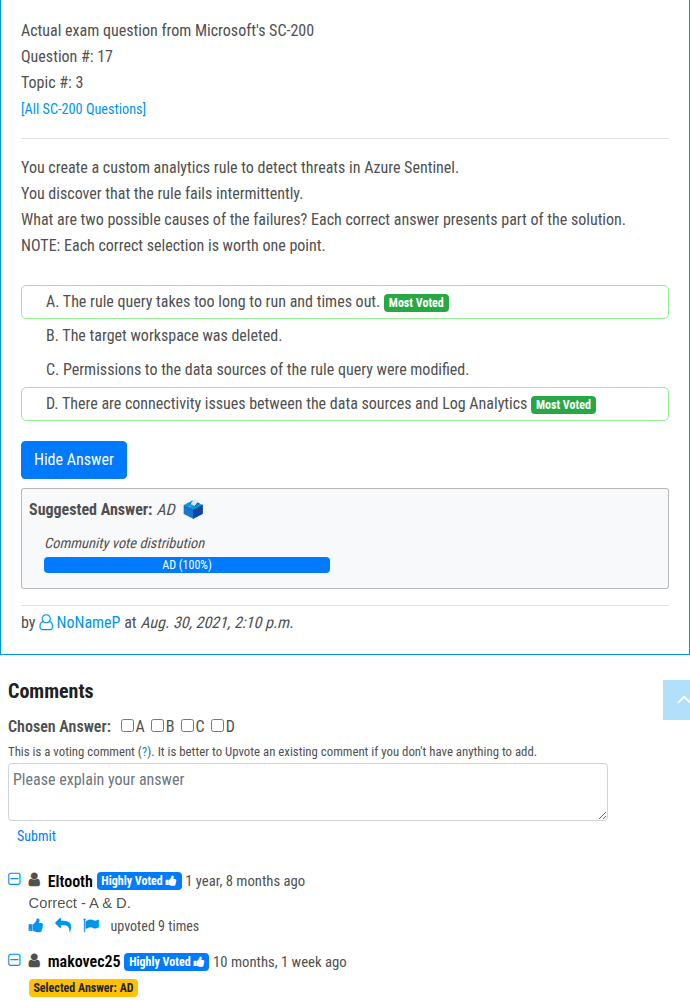 Actual exam question from Microsoft's SC-200
Question #: 17
Topic #: 3
[All SC-200 Questions]
You create a custom analytics rule to detect threats in Azure Sentinel.
You discover that the rule fails intermittently.
What are two possible causes of the failures? Each correct answer presents part of the solution.
NOTE: Each correct selection is worth one point.
A. The rule query takes too long to run and times out. Most Voted
B. The target workspace was deleted.
C. Permissions to the data sources of the rule query were modified.
D. There are connectivity issues between the data sources and Log Analytics Most Voted
Hide Answer
Suggested Answer: AD
Community vote distribution
AD (100%)
by NoNameP at Aug. 30, 2021, 2:10 p.m.
Comments
Chosen Answer: A B C D
This is a voting comment (?). It is better to Upvote an existing comment if you don't have anything to add.
Please explain your answer
Submit
Eltooth Highly Voted 1 year, 8 months ago
Correct - A & D.
upvoted 9 times
makovec25 Highly Voted 10 months, 1 week ago
Selected Answer: AD